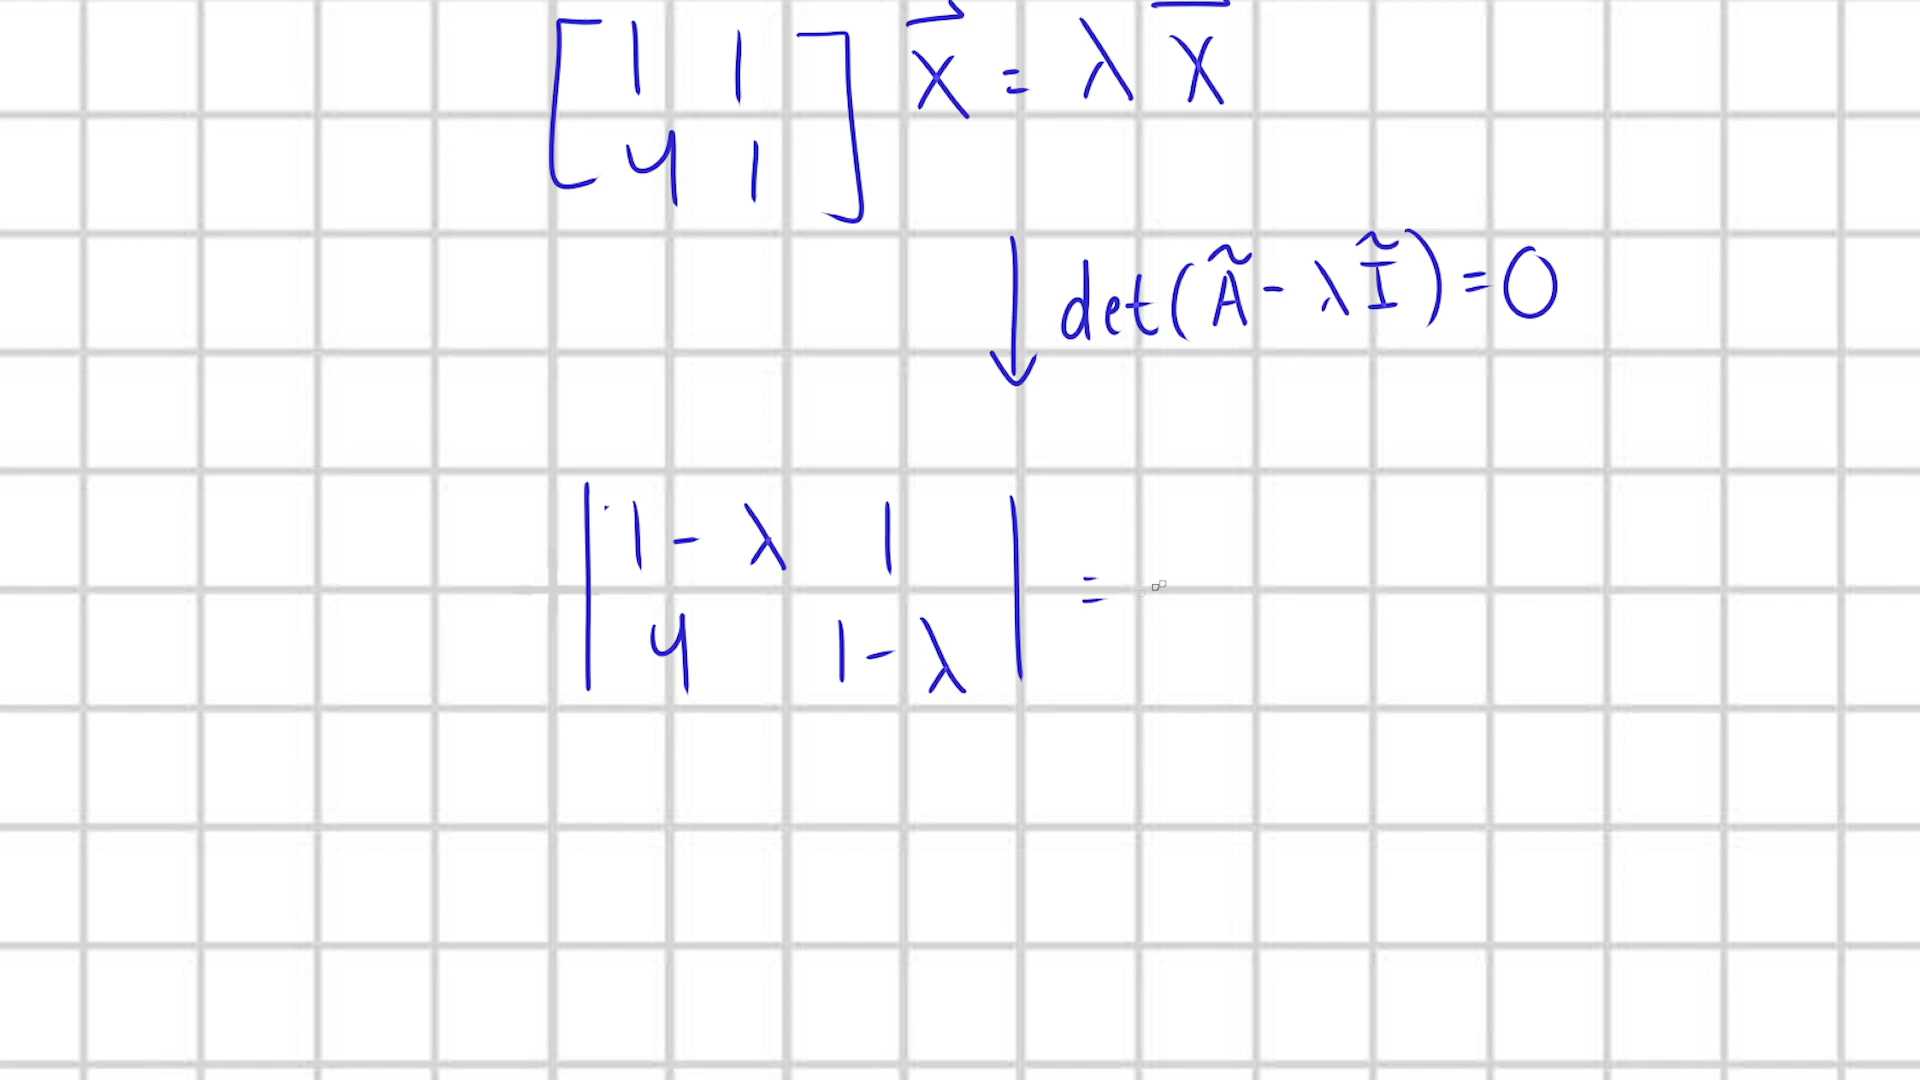 [1 1
4 1] x⃗ = λ x⃗
↓ det(Ã - λĨ) = 0
|1 - λ 1
4 1 - λ| =